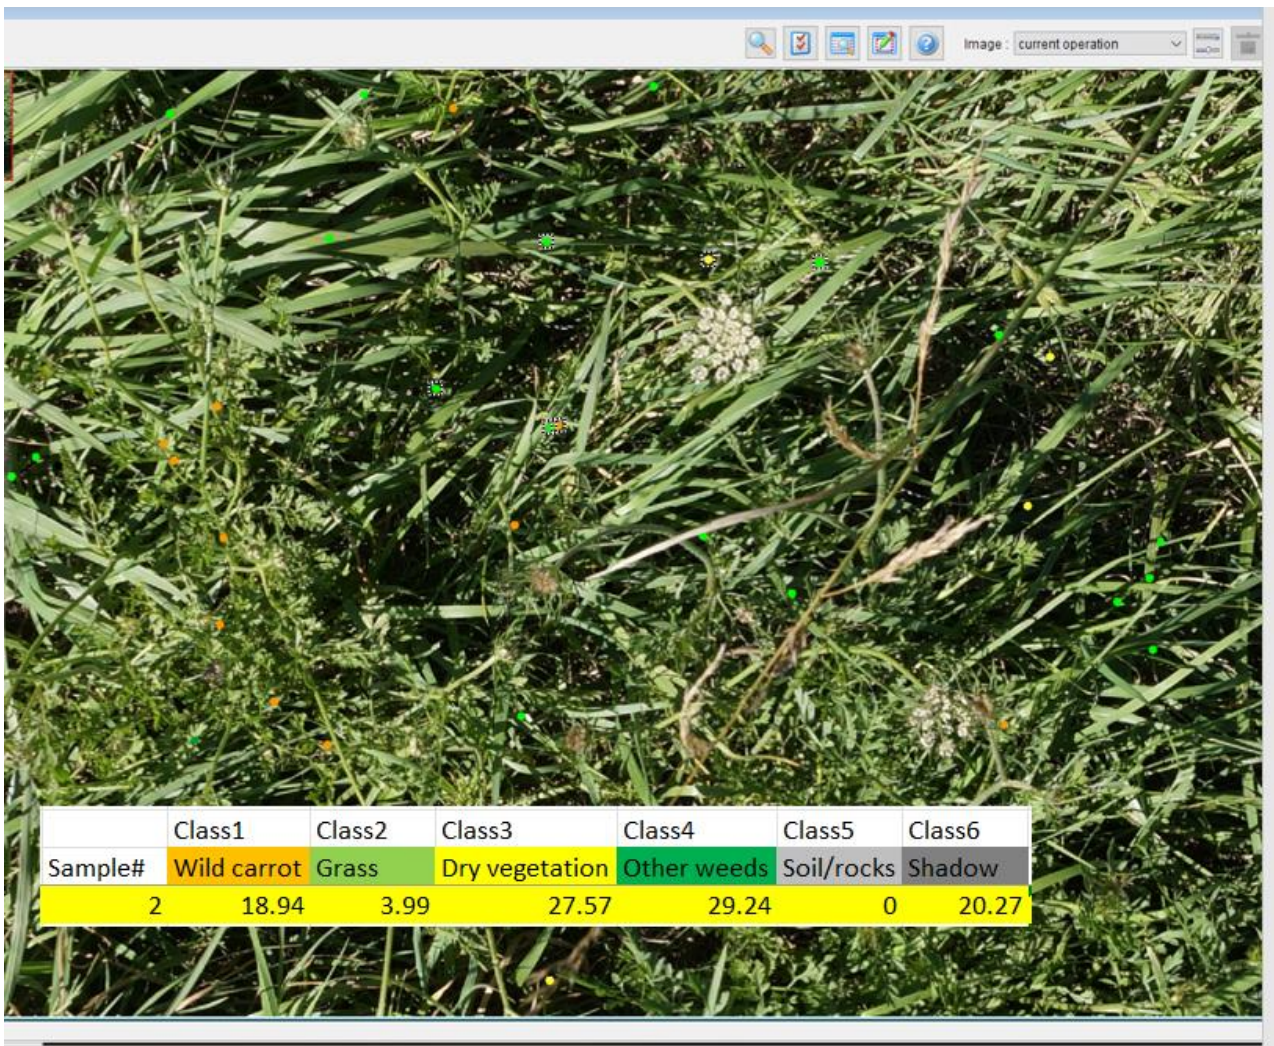 Image : current operation
Class1 Class2 Class3 Class4 Class5 Class6
Sample# Wild carrot Grass Dry vegetation Other weeds Soil/rocks Shadow
2 18.94 3.99 27.57 29.24 0 20.27